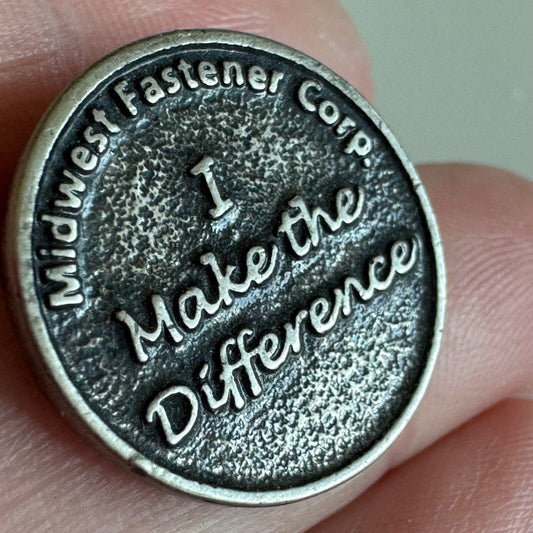 Midwest Fastener Corp.
I
Make the
Difference